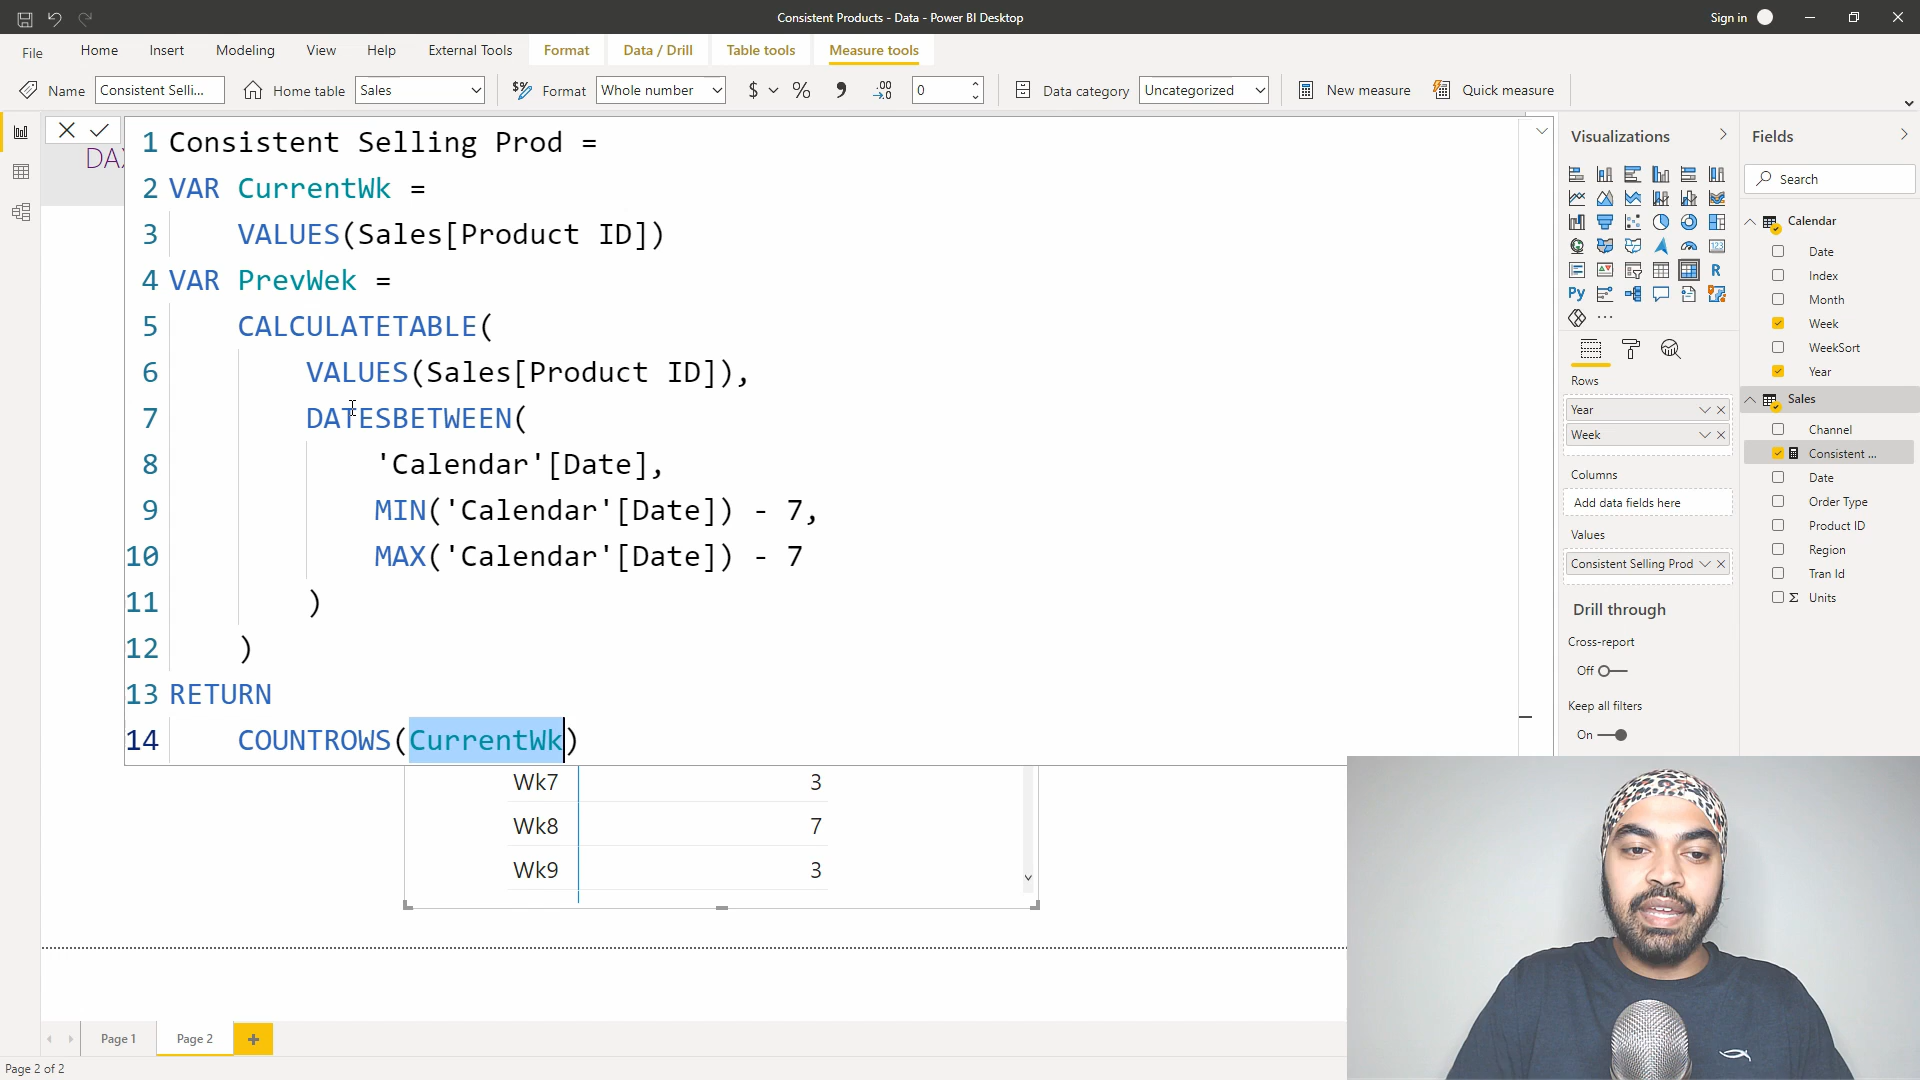 Consistent Products - Data - Power BI Desktop
Sign in
File Home Insert Modeling View Help External Tools Format Data / Drill Table tools Measure tools
Name Consistent Selli... Home table Sales Format Whole number $ % 9 .00 0 Data category Uncategorized New measure Quick measure
DAX
1 Consistent Selling Prod =
2 VAR CurrentWk =
3 VALUES(Sales[Product ID])
4 VAR PrevWek =
5 CALCULATETABLE(
6 VALUES(Sales[Product ID]),
7 DATESBETWEEN(
8 'Calendar'[Date],
9 MIN('Calendar'[Date]) - 7,
10 MAX('Calendar'[Date]) - 7
11 )
12 )
13 RETURN
14 COUNTROWS(CurrentWk)
Wk7 3
Wk8 7
Wk9 3
Visualizations
R
Py
...
Rows
Year
Week
Columns
Add data fields here
Values
Consistent Selling Prod
Drill through
Cross-report
Off
Keep all filters
On
Fields
Search
Calendar
Date
Index
Month
Week
WeekSort
Year
Sales
Channel
Consistent ...
Date
Order Type
Product ID
Region
Tran Id
Σ Units
Page 1 Page 2 +
Page 2 of 2